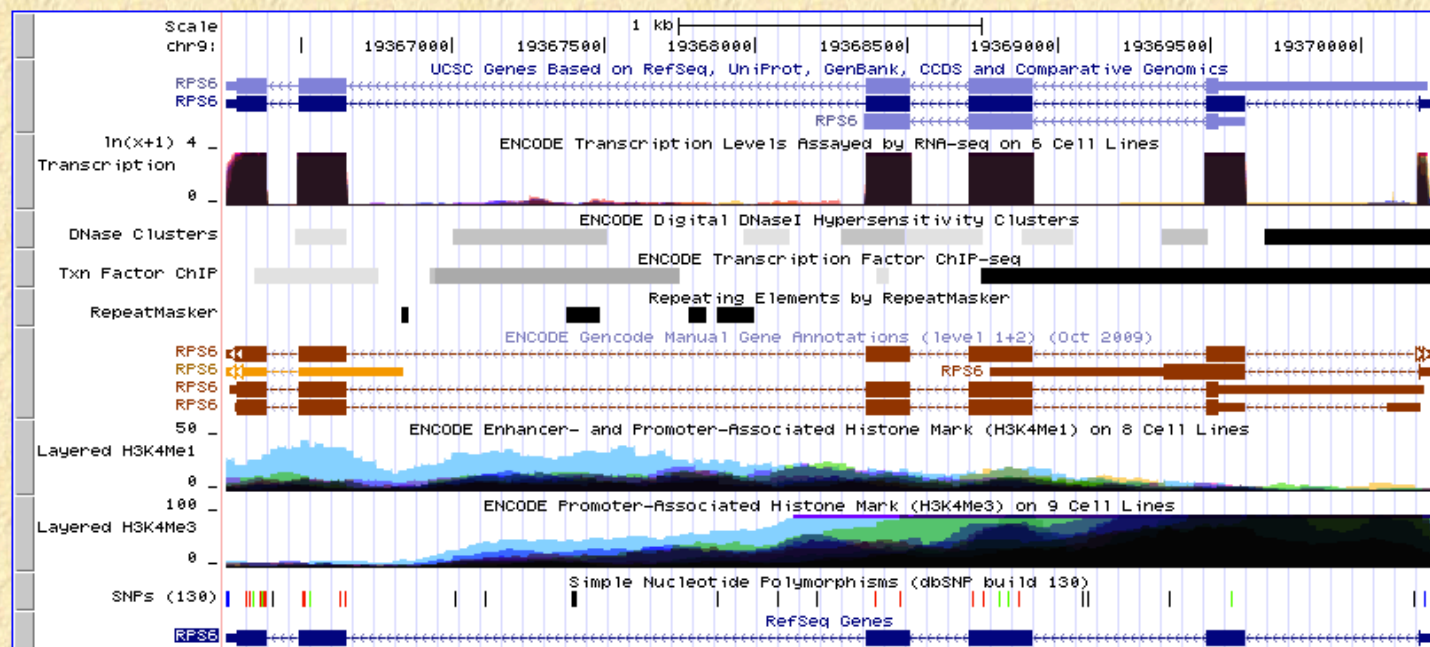 Scale 1 kb
chr9: 19367000 19367500 19368000 19368500 19369000 19369500 19370000
UCSC Genes Based on RefSeq, UniProt, GenBank, CCDS and Comparative Genomics
RPS6
RPS6
RPS6
ln(x+1) 4 _ ENCODE Transcription Levels Assayed by RNA-seq on 6 Cell Lines
Transcription
0 _
ENCODE Digital DNaseI Hypersensitivity Clusters
DNase Clusters
ENCODE Transcription Factor ChIP-seq
Txn Factor ChIP
Repeating Elements by RepeatMasker
RepeatMasker
ENCODE Gencode Manual Gene Annotations (level 1+2) (Oct 2009)
RPS6
RPS6 RPS6
RPS6
RPS6
50 _ ENCODE Enhancer- and Promoter-Associated Histone Mark (H3K4Me1) on 8 Cell Lines
Layered H3K4Me1
0 _
100 _ ENCODE Promoter-Associated Histone Mark (H3K4Me3) on 9 Cell Lines
Layered H3K4Me3
0 _
Simple Nucleotide Polymorphisms (dbSNP build 130)
SNPs (130)
RefSeq Genes
RPS6